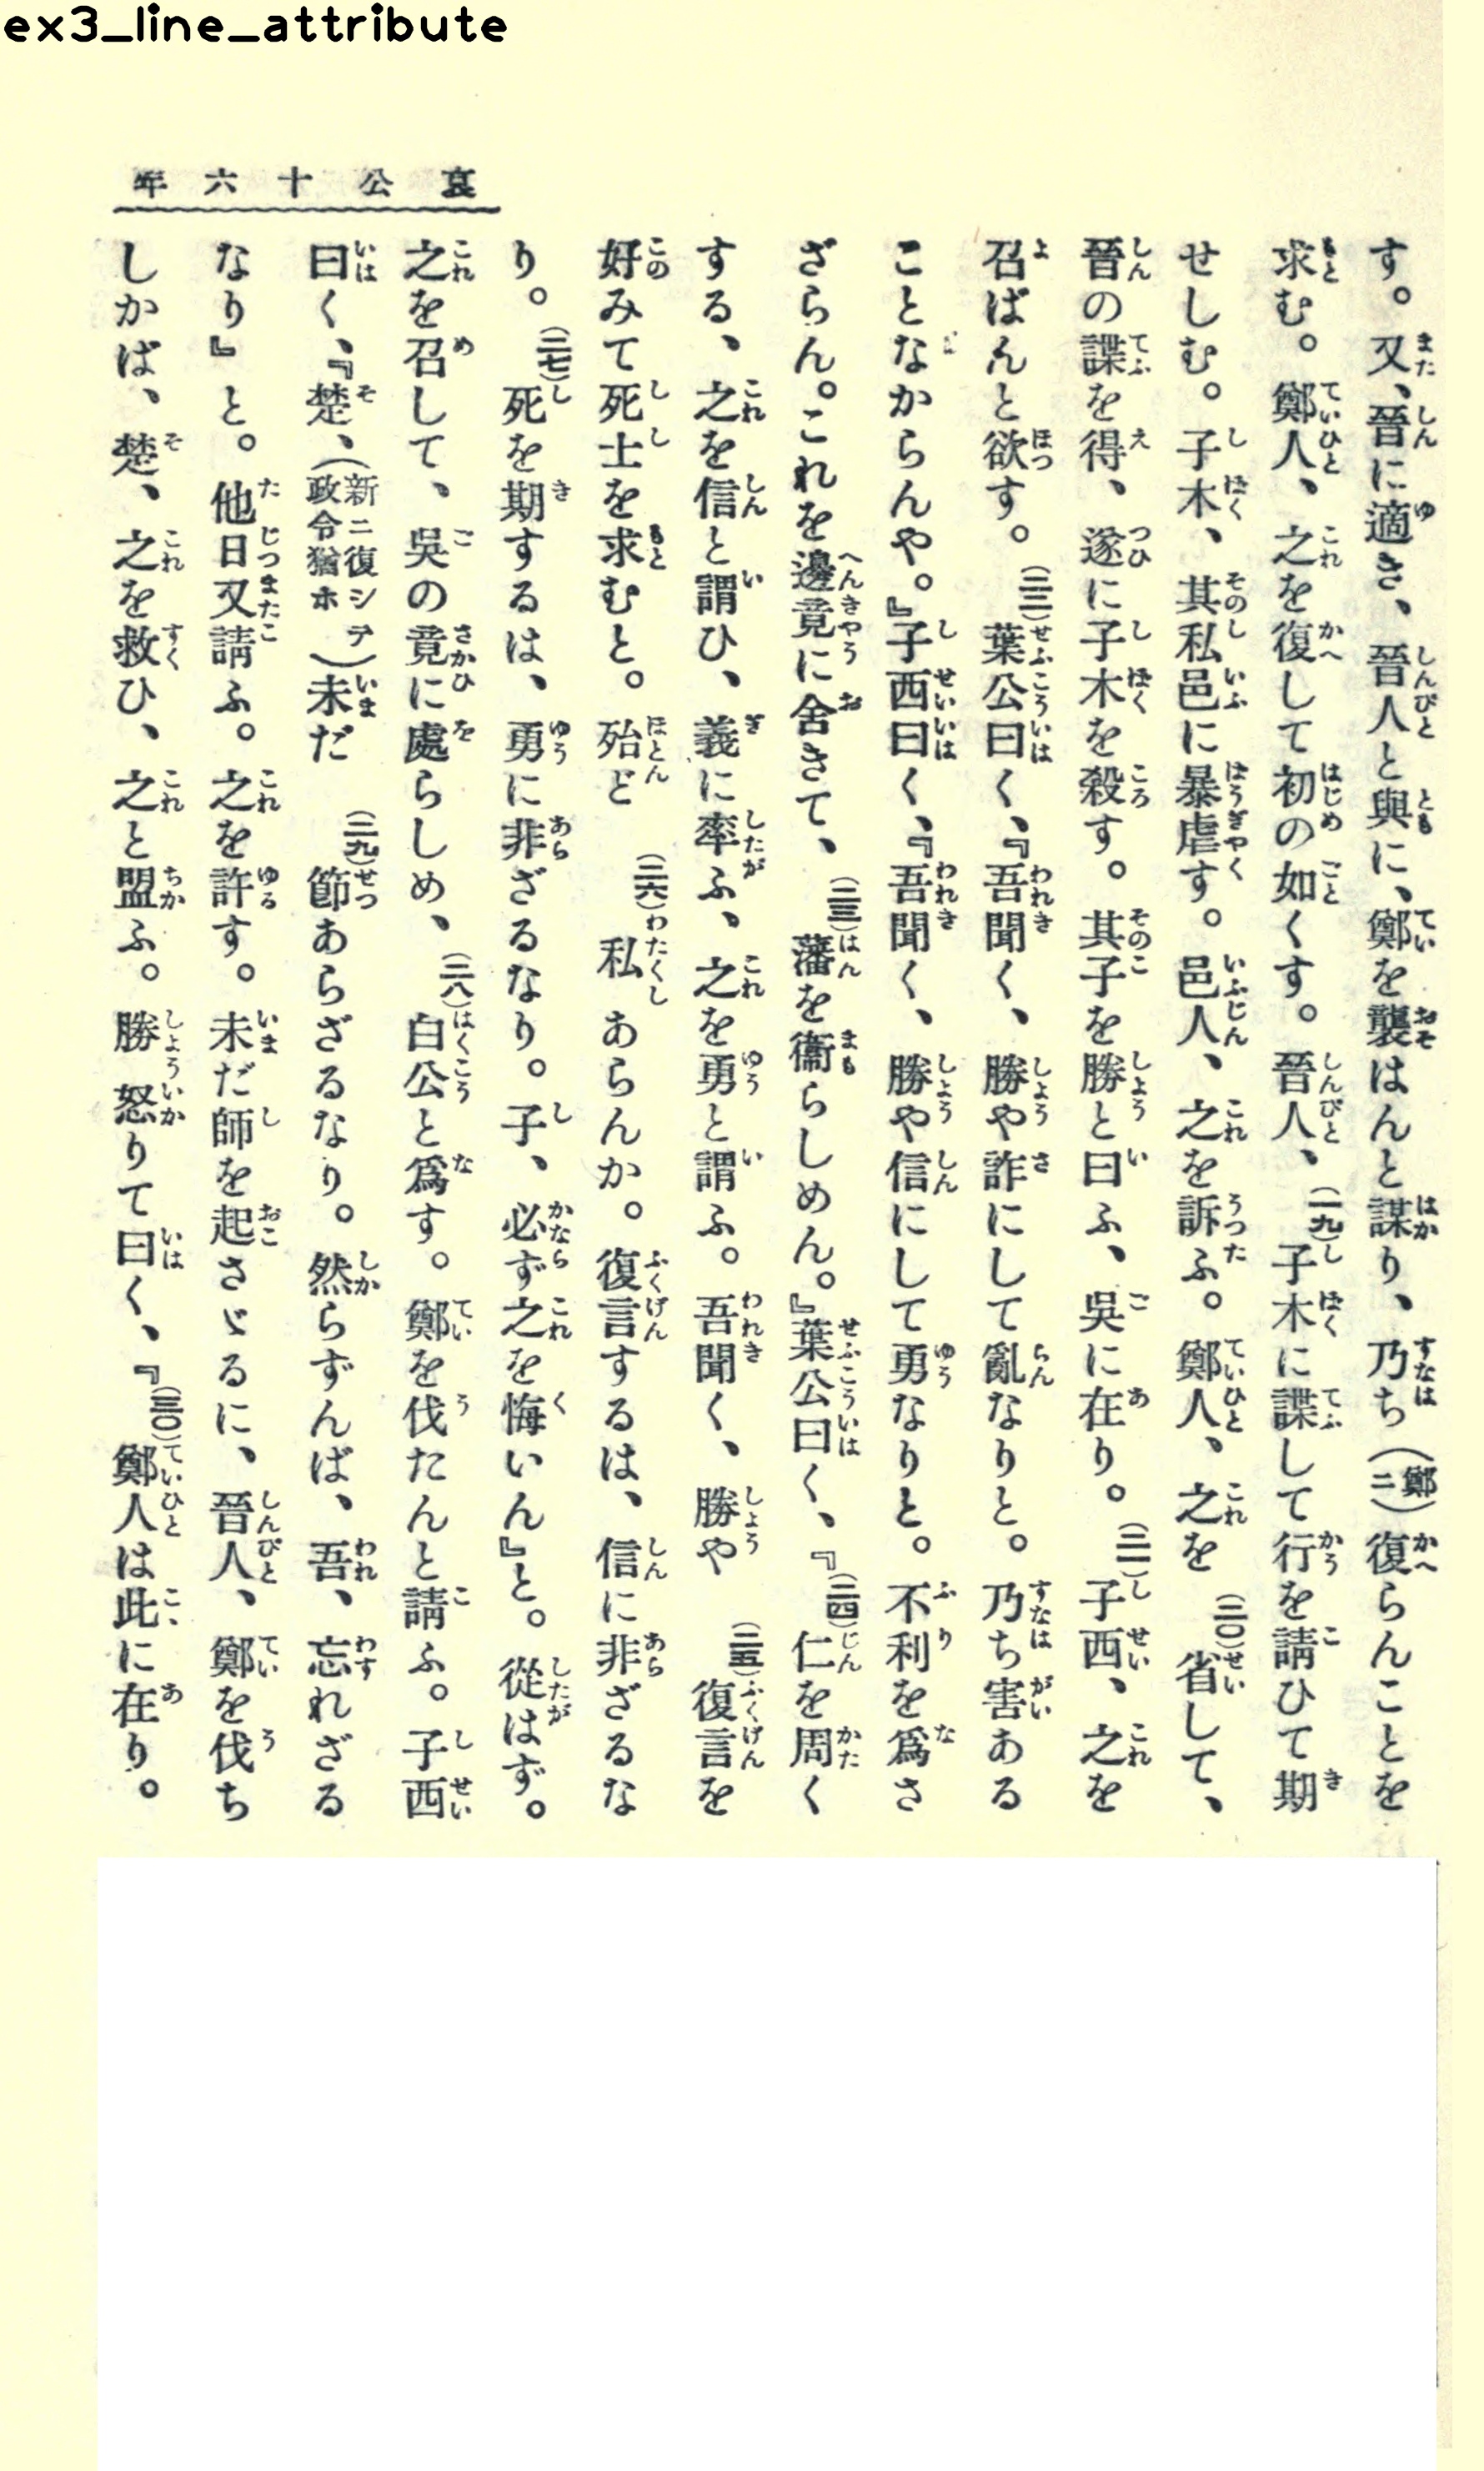 ex3_line_attribute
哀公十六年
す。又、晉に適き、晉人と與に、鄭を襲はんと謀り、乃ち(鄭ニ)復らんことを
求む。鄭人、之を復して初の如くす。晉人、(一九)子木に諜して行を請ひて期
せしむ。子木、其私邑に暴虐す。邑人、之を訴ふ。鄭人、之を(二〇)省して、
晉の諜を得、遂に子木を殺す。其子を勝と曰ふ、吳に在り。(二一)子西、之を
召ばんと欲す。(二二)葉公曰く、『吾聞く、勝や詐にして亂なりと。乃ち害ある
ことなからんや。』子西曰く、『吾聞く、勝や信にして勇なりと。不利を爲さ
ざらん。これを邊竟に舍きて、(二三)藩を衞らしめん。』葉公曰く、『(二四)仁を周く
する、之を信と謂ひ、義に率ふ、之を勇と謂ふ。吾聞く、勝や(二五)復言を
好みて死士を求むと。殆ど(二六)私あらんか。復言するは、信に非ざるな
り。(二七)死を期するは、勇に非ざるなり。子、必ず之を悔いん』と。從はず。
之を召して、吳の竟に處らしめ、(二八)白公と爲す。鄭を伐たんと請ふ。子西
曰く、『楚、(新ニ復シテ政令猶ホ)未だ(二九)節あらざるなり。然らずんば、吾、忘れざる
なり』と。他日又請ふ。之を許す。未だ師を起さゞるに、晉人、鄭を伐ち
しかば、楚、之を救ひ、之と盟ふ。勝怒りて曰く、『(三〇)鄭人は此に在り。